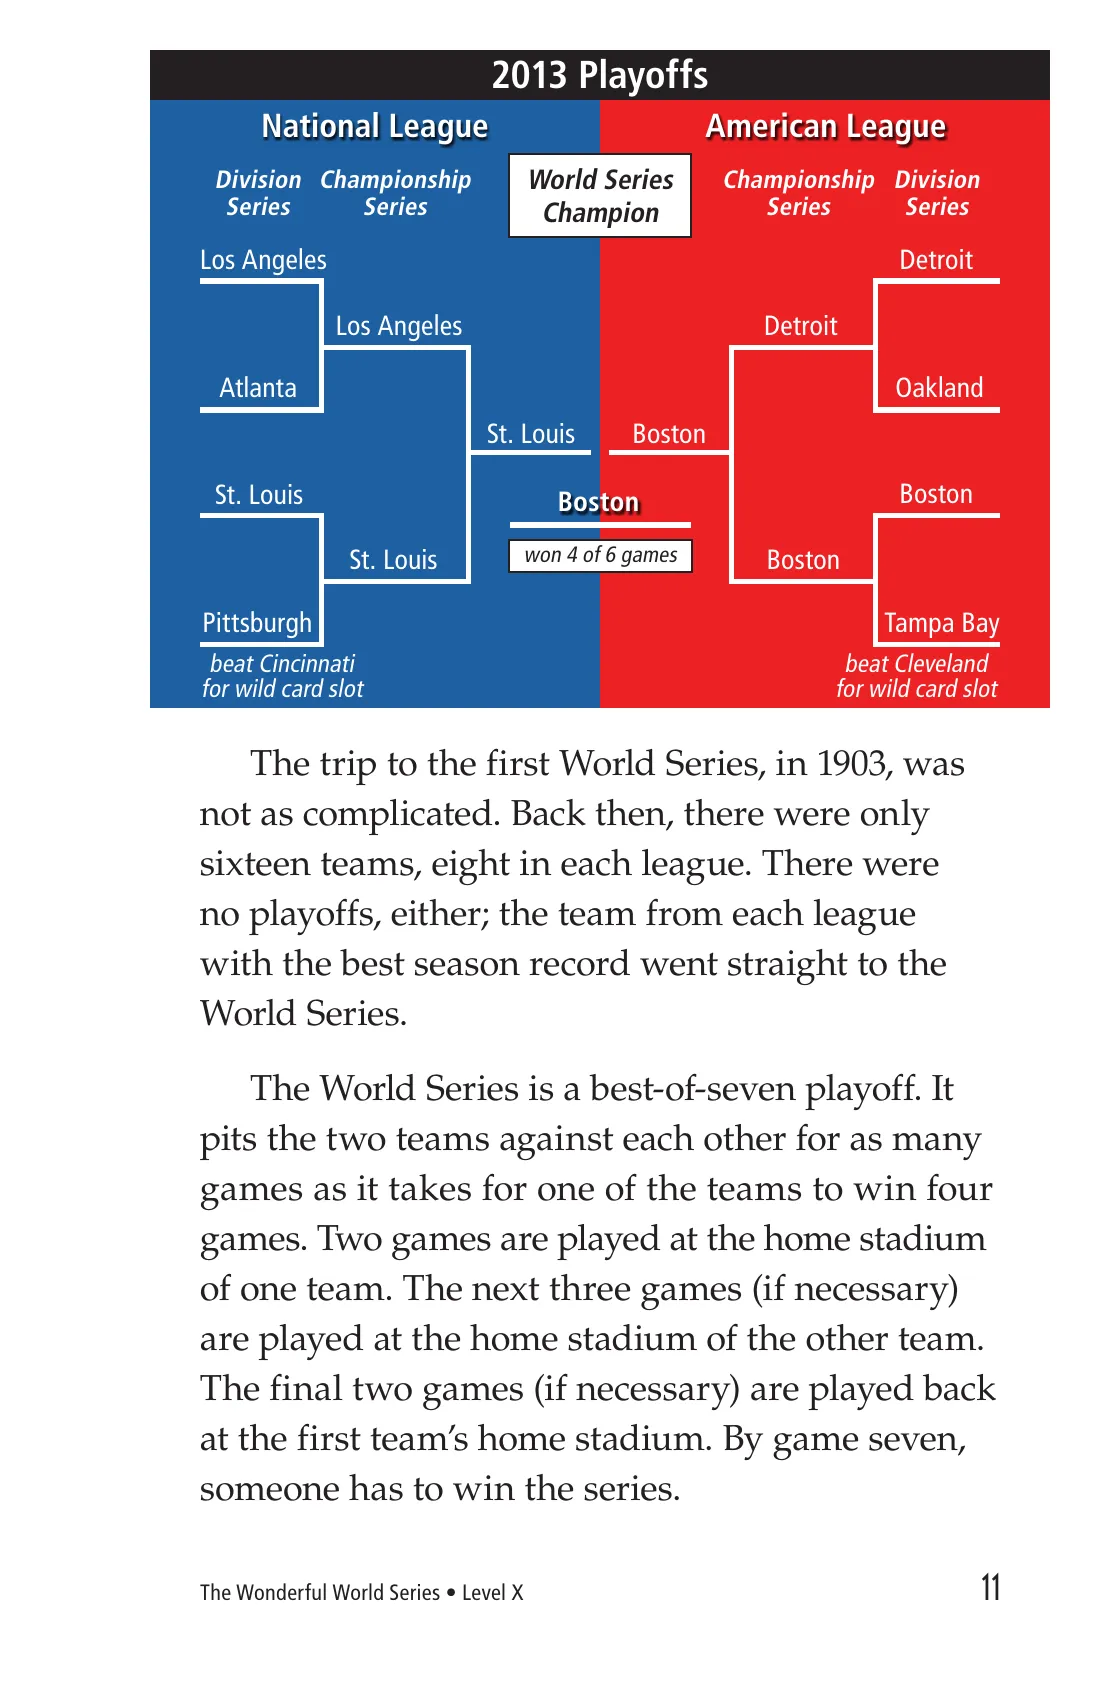 2013 Playoffs
National League
American League
Division
Series
Championship
Series
World Series
Champion
Championship
Series
Division
Series
Los Angeles
Los Angeles
Atlanta
St. Louis
St. Louis
St. Louis
Pittsburgh
beat Cincinnati
for wild card slot
Detroit
Detroit
Oakland
Boston
Boston
Boston
Tampa Bay
beat Cleveland
for wild card slot
Boston
won 4 of 6 games
The trip to the first World Series, in 1903, was
not as complicated. Back then, there were only
sixteen teams, eight in each league. There were
no playoffs, either; the team from each league
with the best season record went straight to the
World Series.
The World Series is a best-of-seven playoff. It
pits the two teams against each other for as many
games as it takes for one of the teams to win four
games. Two games are played at the home stadium
of one team. The next three games (if necessary)
are played at the home stadium of the other team.
The final two games (if necessary) are played back
at the first team’s home stadium. By game seven,
someone has to win the series.
The Wonderful World Series • Level X
11